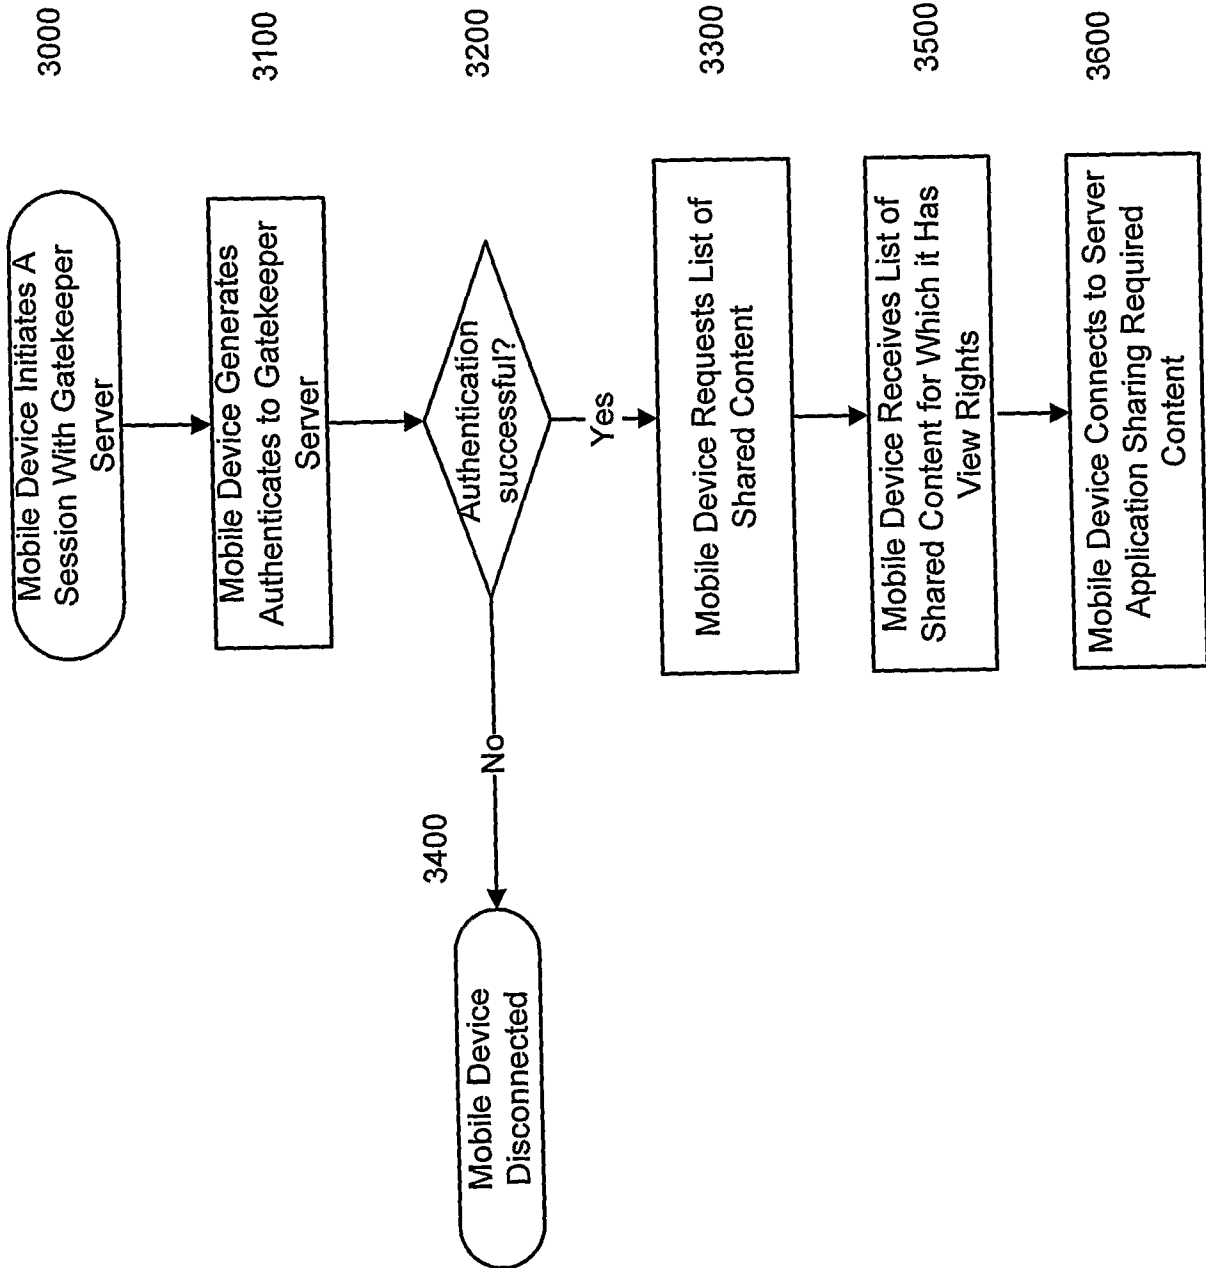 3000
Mobile Device Initiates A
Session With Gatekeeper
Server
3100
Mobile Device Generates
Authenticates to Gatekeeper
Server
3200
Authentication
successful?
No
3400
Mobile Device
Disconnected
Yes
3300
Mobile Device Requests List of
Shared Content
3500
Mobile Device Receives List of
Shared Content for Which it Has
View Rights
3600
Mobile Device Connects to Server
Application Sharing Required
Content